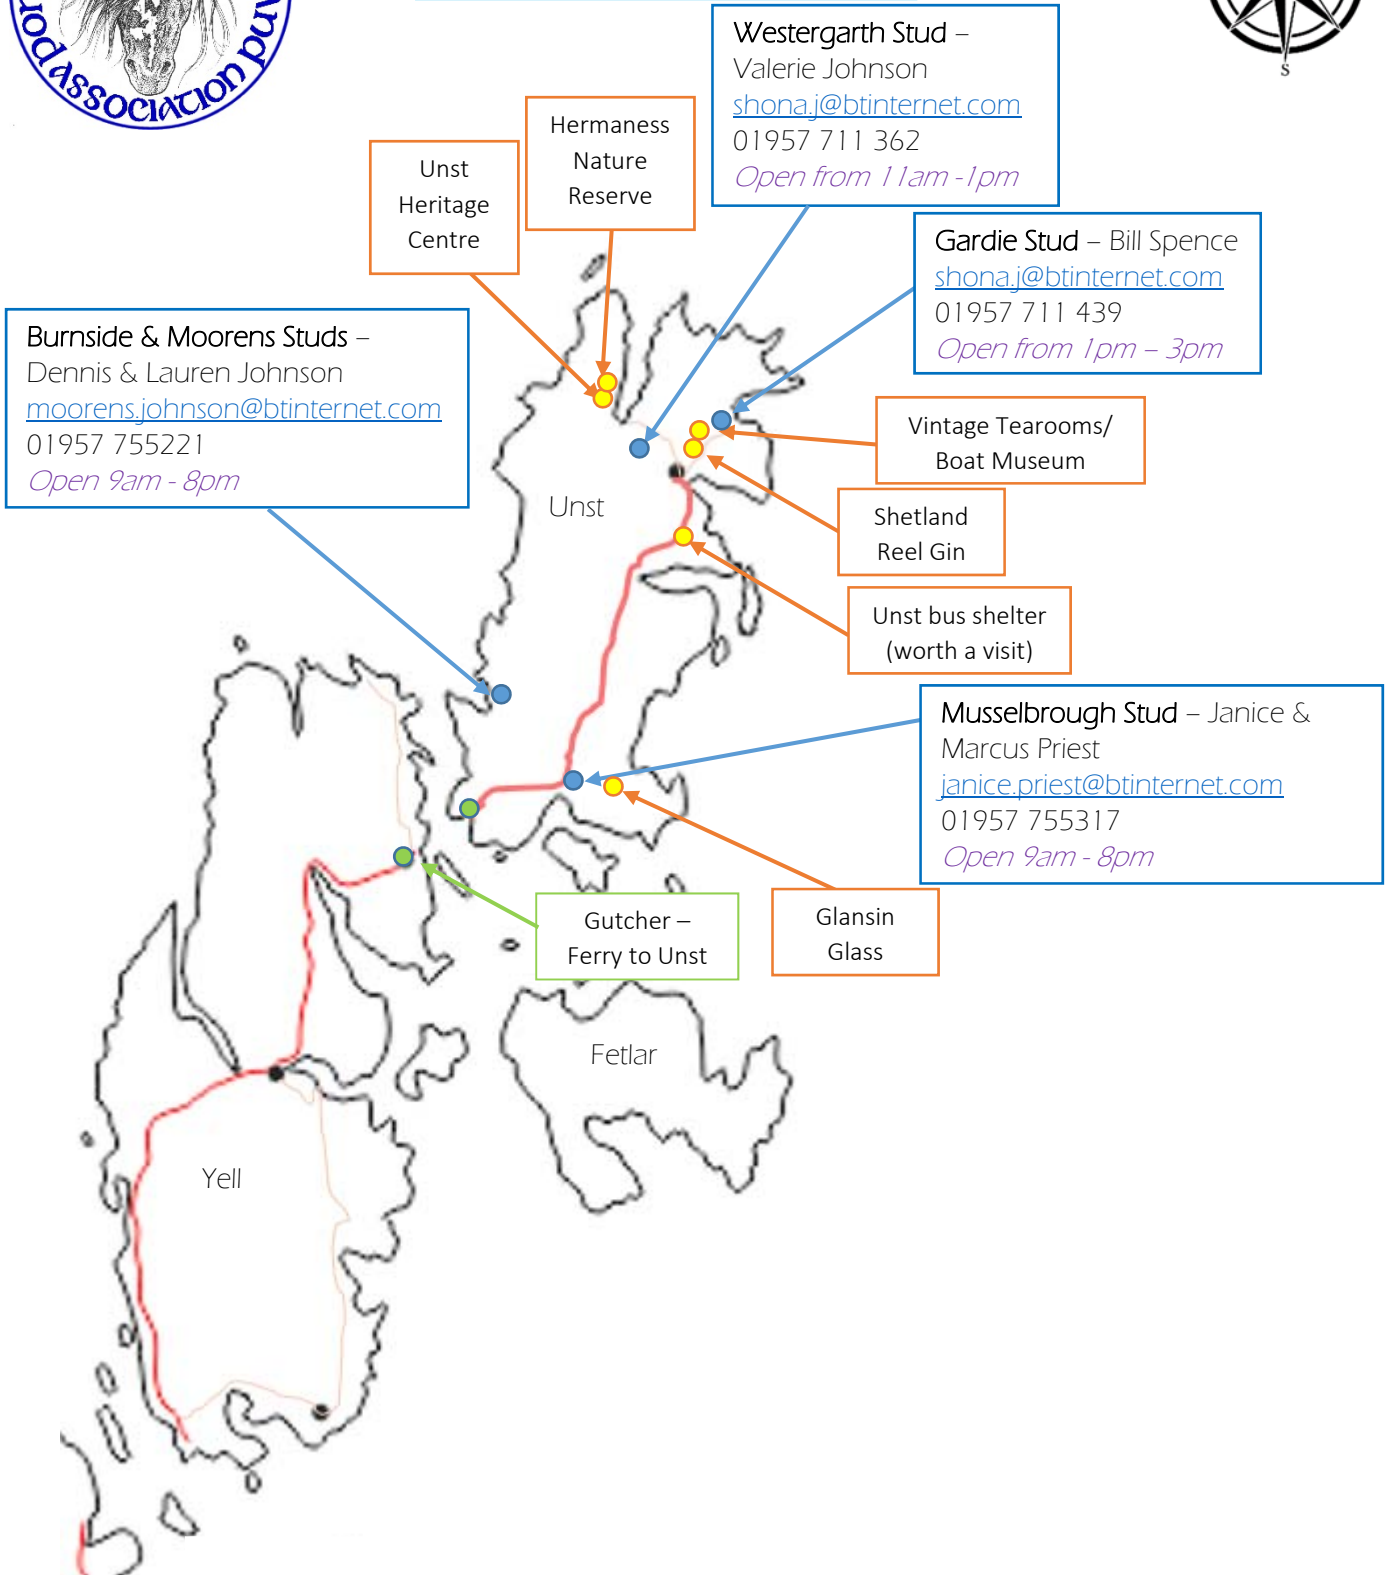 pony ASSOCIATION
S
Westergarth Stud –
Valerie Johnson
shona.j@btinternet.com
01957 711 362
Open from 11am -1pm
Hermaness
Nature
Reserve
Unst
Heritage
Centre
Gardie Stud – Bill Spence
shona.j@btinternet.com
01957 711 439
Open from 1pm – 3pm
Burnside & Moorens Studs –
Dennis & Lauren Johnson
moorens.johnson@btinternet.com
01957 755221
Open 9am - 8pm
Vintage Tearooms/
Boat Museum
Unst
Shetland
Reel Gin
Unst bus shelter
(worth a visit)
Musselbrough Stud – Janice &
Marcus Priest
janice.priest@btinternet.com
01957 755317
Open 9am - 8pm
Glansin
Glass
Gutcher –
Ferry to Unst
Fetlar
Yell